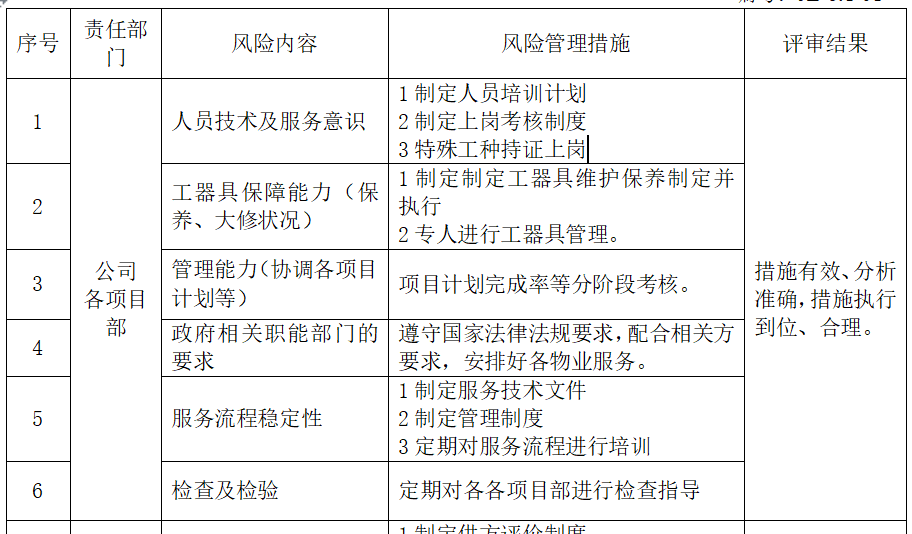 序号
责任部
门
风险内容
风险管理措施
评审结果
1
人员技术及服务意识
1 制定人员培训计划
2 制定上岗考核制度
3 特殊工种持证上岗
2
工器具保障能力（保
养、大修状况）
1 制定制定工器具维护保养制定并
执行
2 专人进行工器具管理。
3
公司
各项目
部
管理能力（协调各项目
计划等）
项目计划完成率等分阶段考核。
措施有效、分析
准确，措施执行
到位、合理。
4
政府相关职能部门的
要求
遵守国家法律法规要求，配合相关方
要求，安排好各物业服务。
5
服务流程稳定性
1 制定服务技术文件
2 制定管理制度
3 定期对服务流程进行培训
6
检查及检验
定期对各各项目部进行检查指导
1 制定供方评价制度